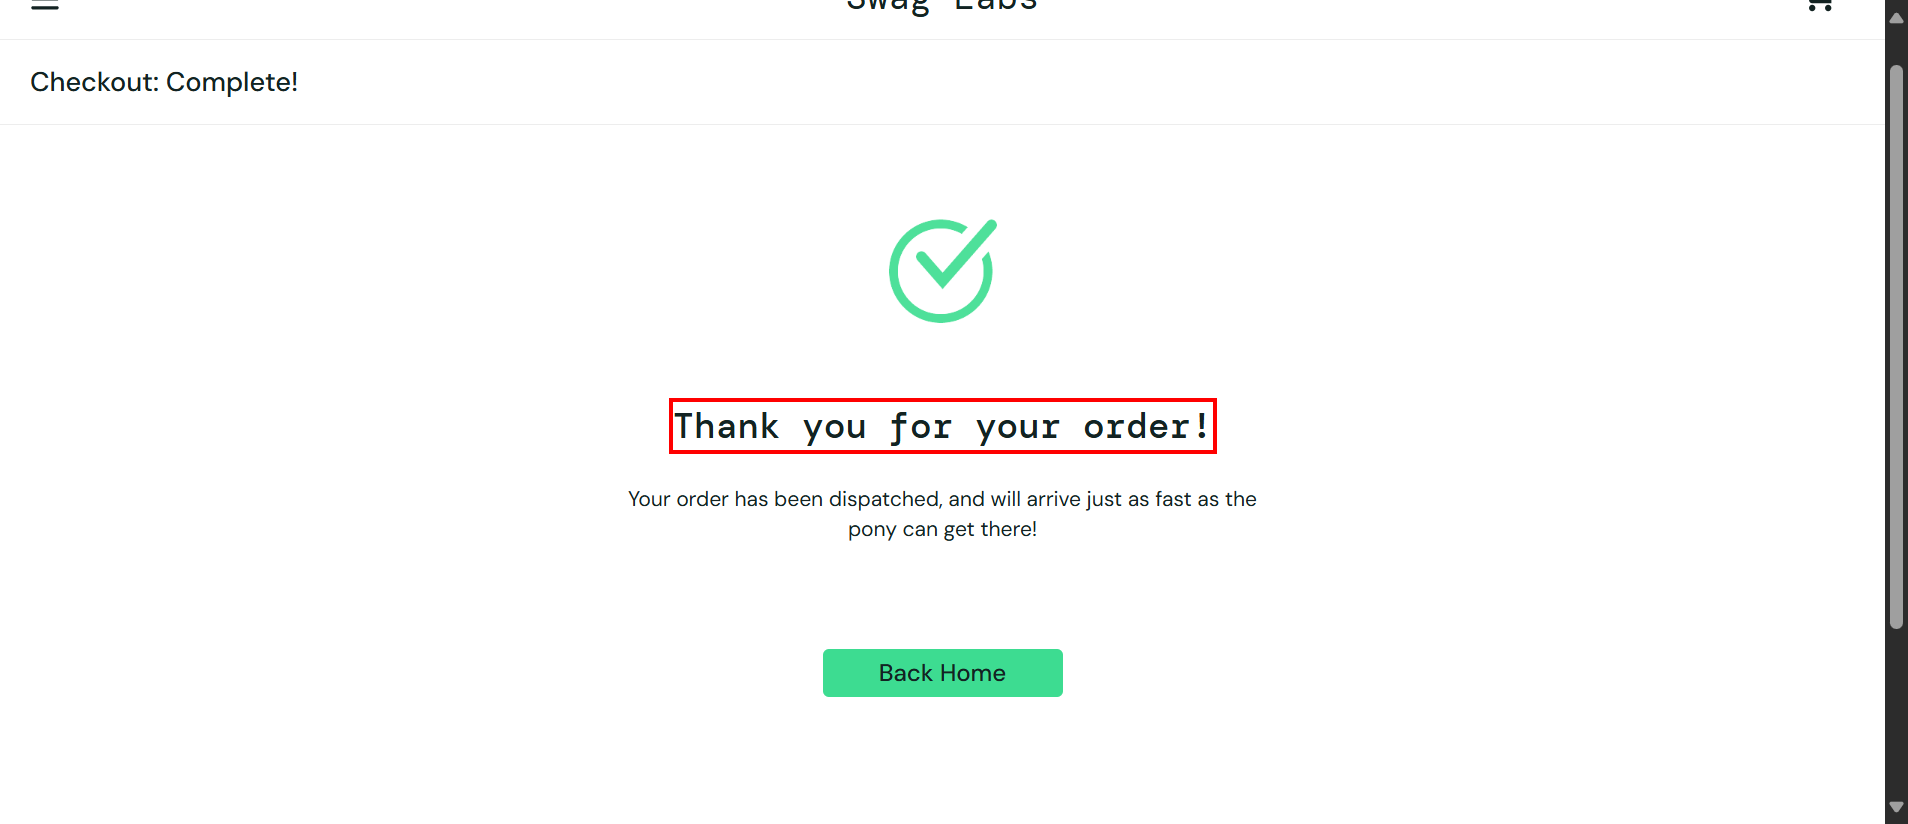 Swag Labs
Checkout: Complete!
Thank you for your order!
Your order has been dispatched, and will arrive just as fast as the
pony can get there!
Back Home